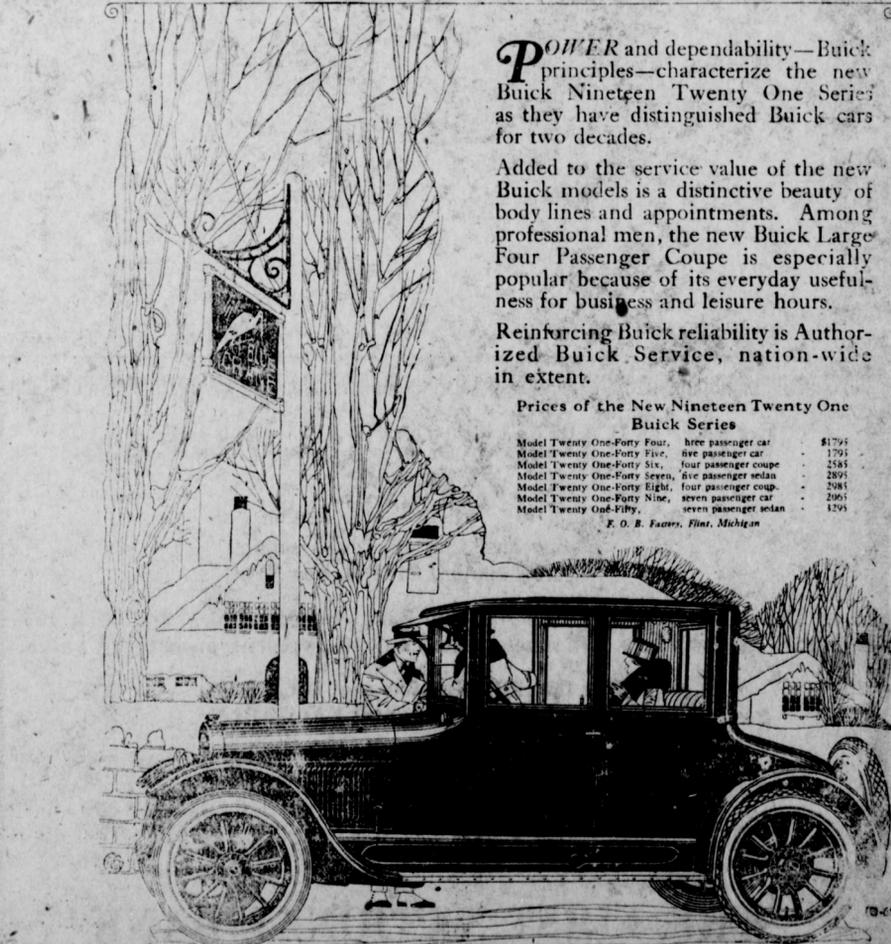 POWER and dependability—Buick
principles—characterize the new
Buick Nineteen Twenty One Series
as they have distinguished Buick cars
for two decades.
Added to the service value of the new
Buick models is a distinctive beauty of
body lines and appointments. Among
professional men, the new Buick Large
Four Passenger Coupe is especially
popular because of its everyday useful-
ness for business and leisure hours.
Reinforcing Buick reliability is Author-
ized Buick Service, nation-wide
in extent.
Prices of the New Nineteen Twenty One
Buick Series
Model Twenty One-Forty Four, hree passenger car - $1795
Model Twenty One-Forty Five, five passenger car - 1795
Model Twenty One-Forty Six, four passenger coupe - 2585
Model Twenty One-Forty Seven, five passenger sedan - 2895
Model Twenty One-Forty Eight, four passenger coup. - 2985
Model Twenty One-Forty Nine, seven passenger car - 2065
Model Twenty One-Fifty, seven passenger sedan - 3295
F. O. B. Factory, Flint, Michigan